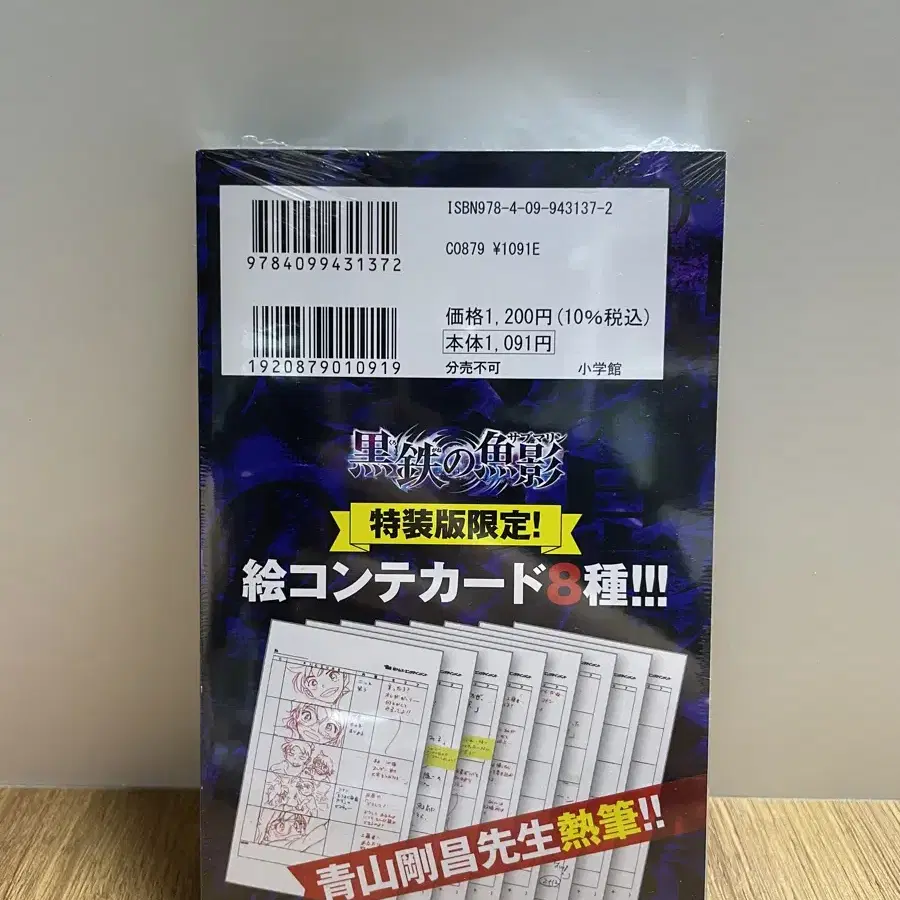 ISBN978-4-09-943137-2
C0879 ¥1091E
9784099431372
価格1,200円(10%税込)
本体1,091円
1920879010919
分売不可 小学館
サブマリン
黒鉄の魚影
特装版限定!
絵コンテカード8種!!!
青山剛昌先生熱筆!!